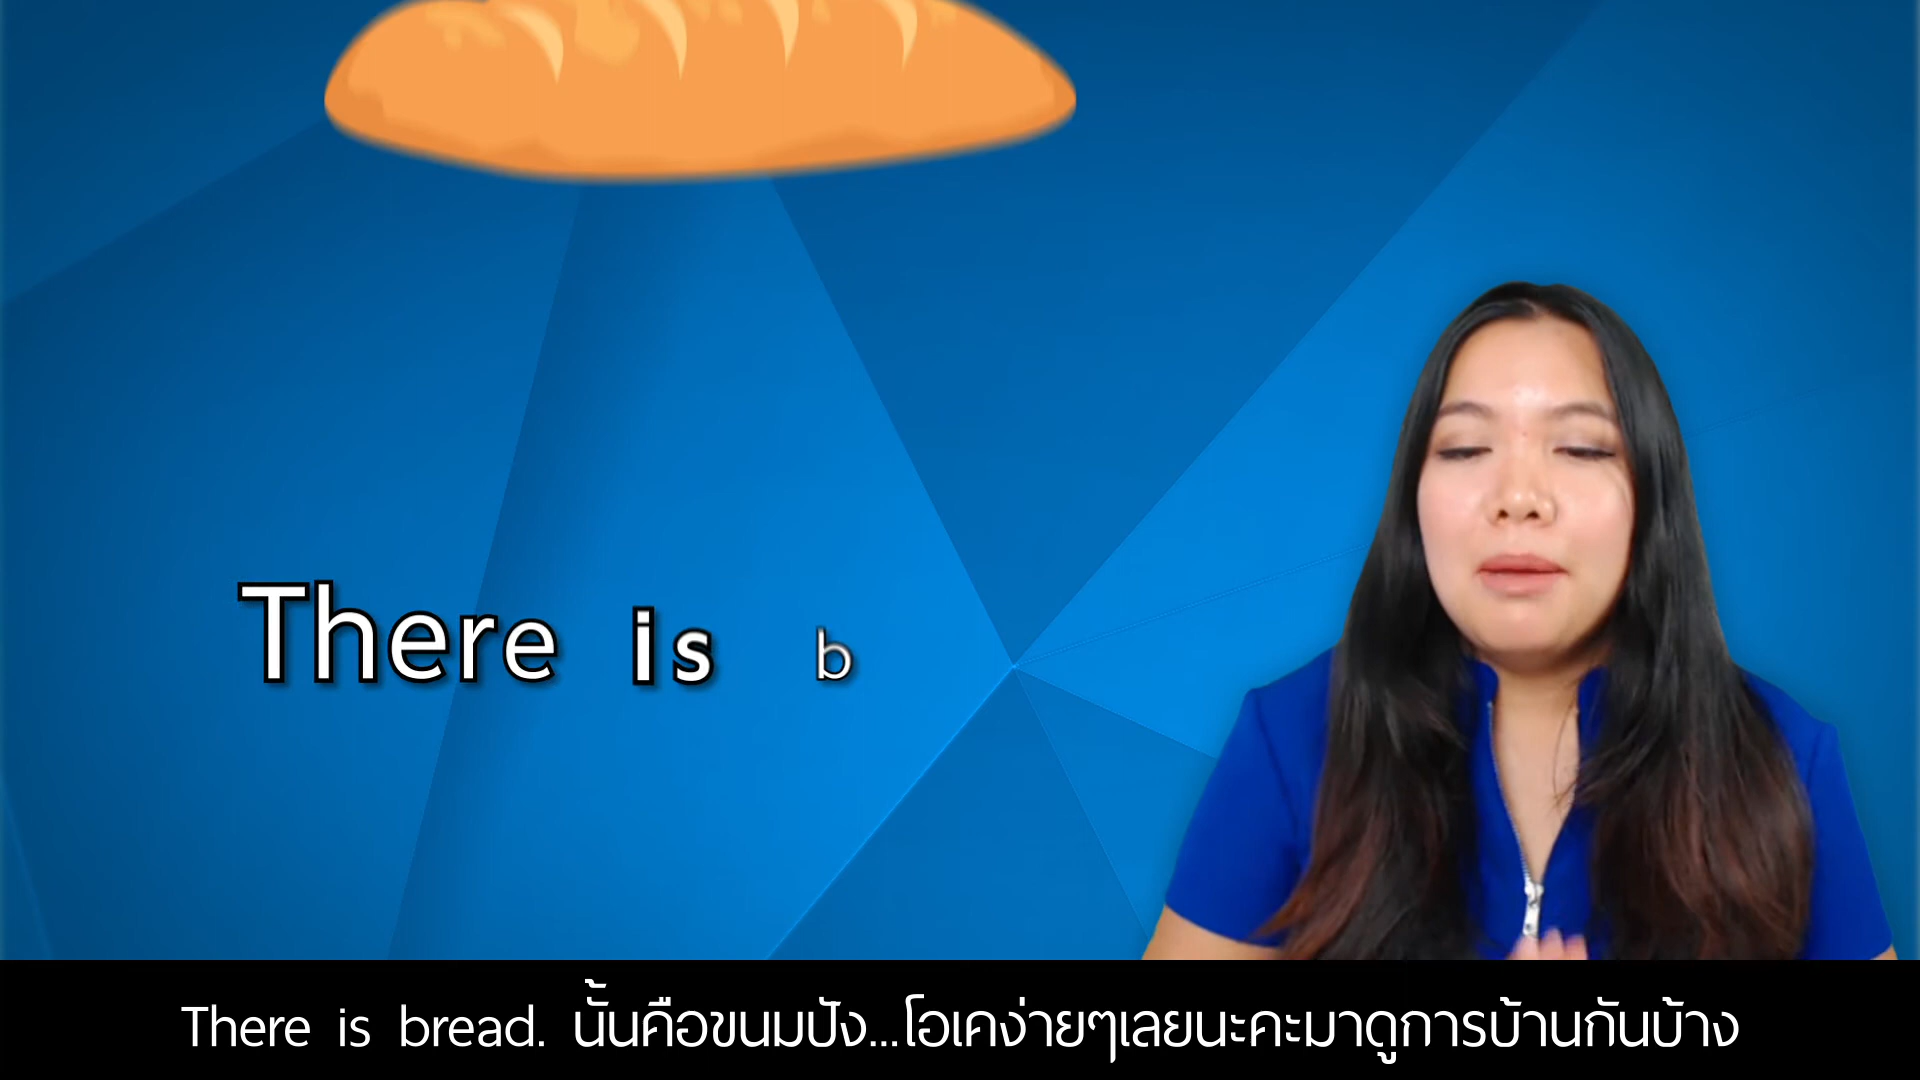 There is b
There is bread. นั้นคือขนมปัง...โอเคง่ายๆเลยนะคะมาดูการบ้านกันบ้าง